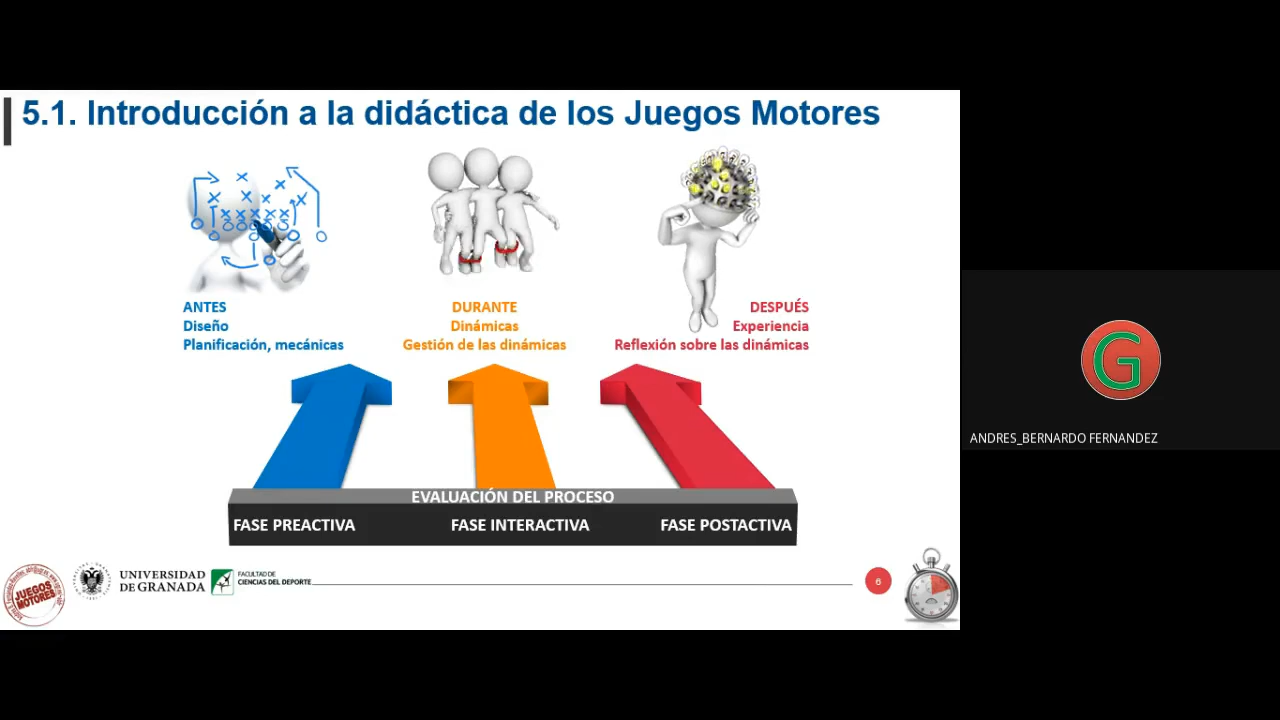 5.1. Introducción a la didáctica de los Juegos Motores
ANTES
Diseño
Planificación, mecánicas
DURANTE
Dinámicas
Gestión de las dinámicas
DESPUÉS
Experiencia
Reflexión sobre las dinámicas
EVALUACIÓN DEL PROCESO
FASE PREACTIVA
FASE INTERACTIVA
FASE POSTACTIVA
JUEGOS
MOTORES
UNIVERSIDAD
DE GRANADA
FACULTAD DE
CIENCIAS DEL DEPORTE
6
G
ANDRES_BERNARDO FERNANDEZ